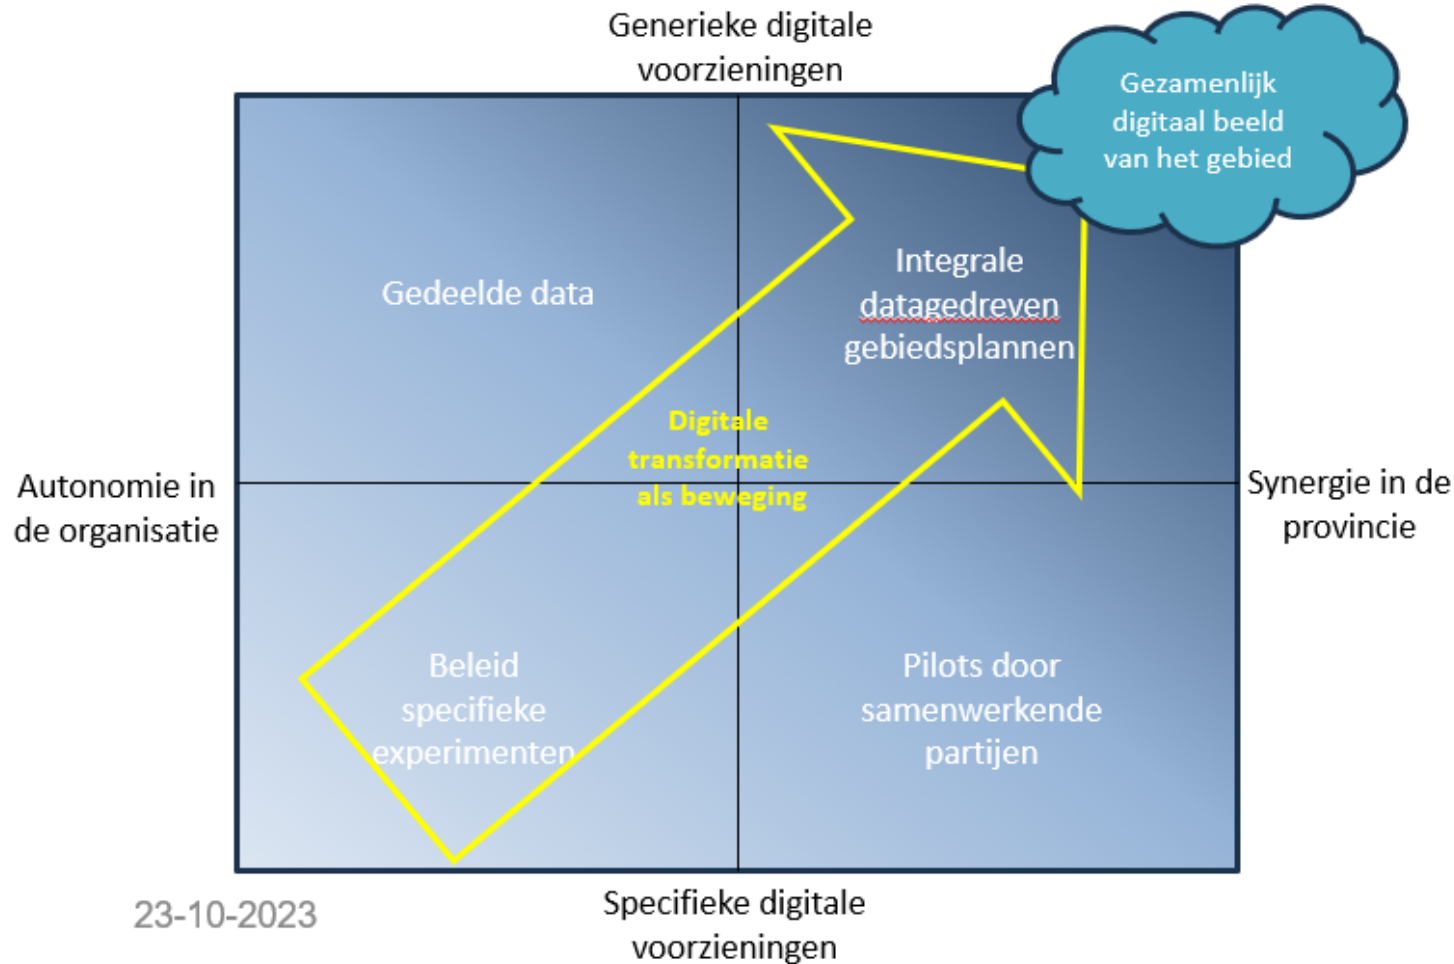 Generieke digitale
voorzieningen
Gezamenlijk
digitaal beeld
van het gebied
Gedeelde data
Integrale
datagedreven
gebiedsplannen
Digitale
transformatie
als beweging
Autonomie in
de organisatie
Synergie in de
provincie
Beleid
specifieke
experimenten
Pilots door
samenwerkende
partijen
23-10-2023
Specifieke digitale
voorzieningen